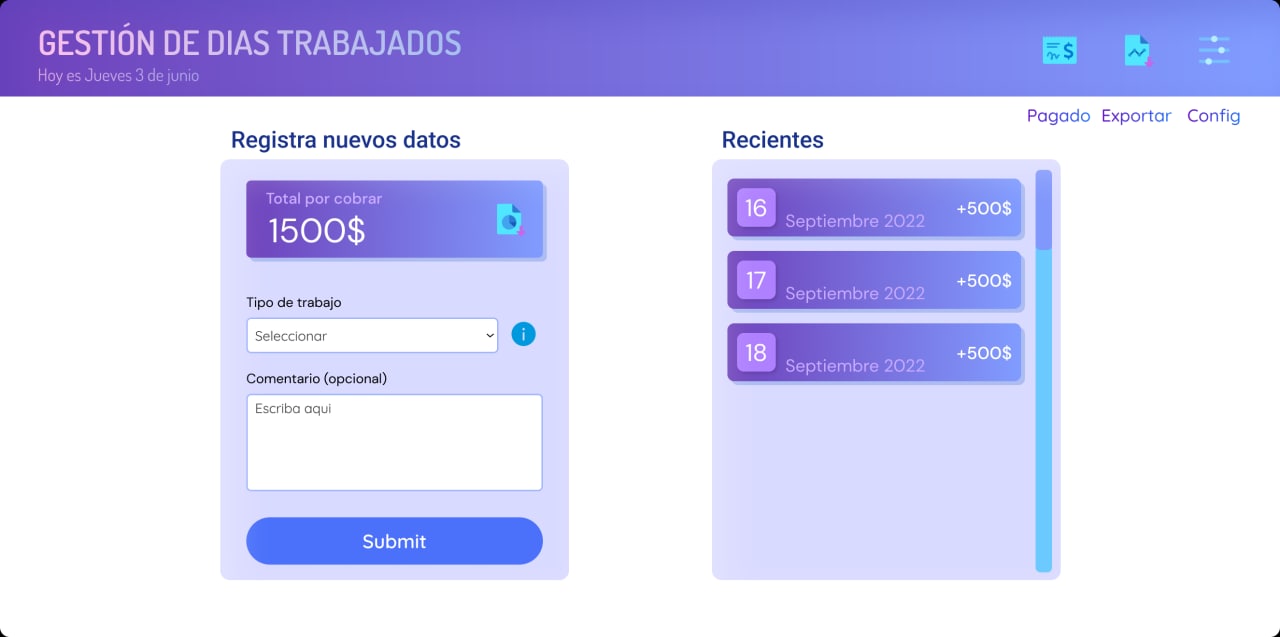 GESTIÓN DE DIAS TRABAJADOS
Hoy es Jueves 3 de junio
$
Pagado Exportar Config
Registra nuevos datos
Total por cobrar
1500$
Tipo de trabajo
Seleccionar
i
Comentario (opcional)
Escriba aqui
Submit
Recientes
16 Septiembre 2022 +500$
17 Septiembre 2022 +500$
18 Septiembre 2022 +500$